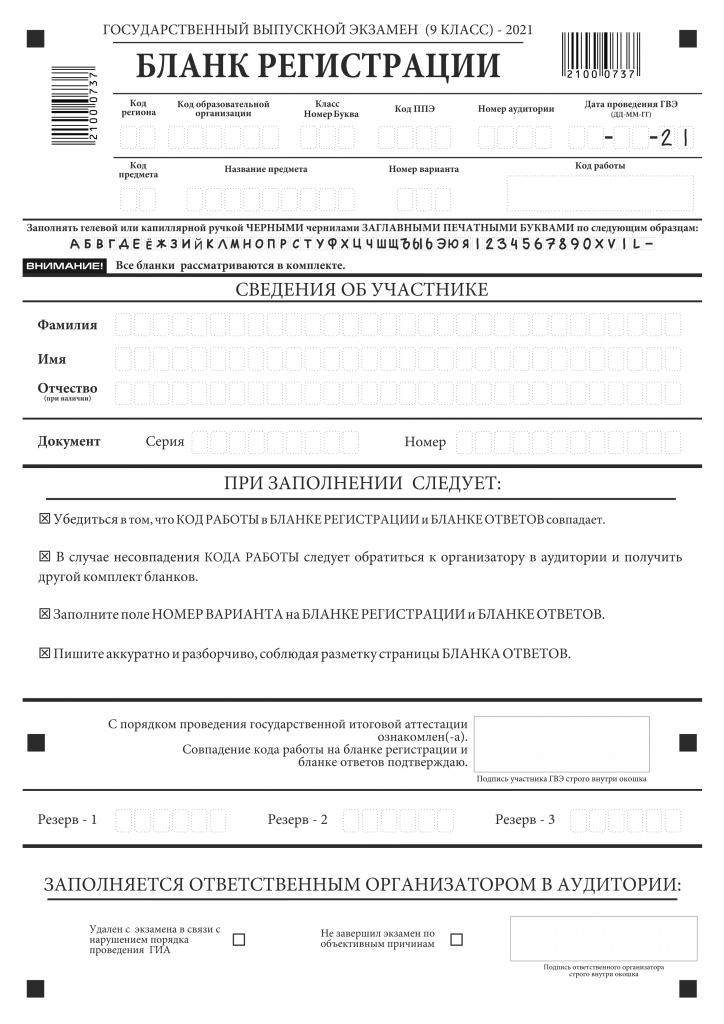 ГОСУДАРСТВЕННЫЙ ВЫПУСКНОЙ ЭКЗАМЕН (9 КЛАСС) - 2021
БЛАНК РЕГИСТРАЦИИ
2100 0737
2100 0737
Код региона
Код образовательной организации
Класс Номер Буква
Код ППЭ
Номер аудитории
Дата проведения ГВЭ
(ДД-ММ-ГГ)
- -21
Код предмета
Название предмета
Номер варианта
Код работы
Заполнять гелевой или капиллярной ручкой ЧЕРНЫМИ чернилами ЗАГЛАВНЫМИ ПЕЧАТНЫМИ БУКВАМИ по следующим образцам:
АБВГДЕЁЖЗИЙКЛМНОПРСТУФХЦЧШЩЪЫЬЭЮЯ1234567890XVIL-
ВНИМАНИЕ! Все бланки рассматриваются в комплекте.
СВЕДЕНИЯ ОБ УЧАСТНИКЕ
Фамилия
Имя
Отчество
(при наличии)
Документ Серия Номер
ПРИ ЗАПОЛНЕНИИ СЛЕДУЕТ:
☒ Убедиться в том, что КОД РАБОТЫ в БЛАНКЕ РЕГИСТРАЦИИ и БЛАНКЕ ОТВЕТОВ совпадает.
☒ В случае несовпадения КОДА РАБОТЫ следует обратиться к организатору в аудитории и получить
другой комплект бланков.
☒ Заполните поле НОМЕР ВАРИАНТА на БЛАНКЕ РЕГИСТРАЦИИ и БЛАНКЕ ОТВЕТОВ.
☒ Пишите аккуратно и разборчиво, соблюдая разметку страницы БЛАНКА ОТВЕТОВ.
С порядком проведения государственной итоговой аттестации
ознакомлен(-а).
Совпадение кода работы на бланке регистрации и
бланке ответов подтверждаю.
Подпись участника ГВЭ строго внутри окошка
Резерв - 1 Резерв - 2 Резерв - 3
ЗАПОЛНЯЕТСЯ ОТВЕТСТВЕННЫМ ОРГАНИЗАТОРОМ В АУДИТОРИИ:
Удален с экзамена в связи с
нарушением порядка
проведения ГИА
Не завершил экзамен по
объективным причинам
Подпись ответственного организатора
строго внутри окошка